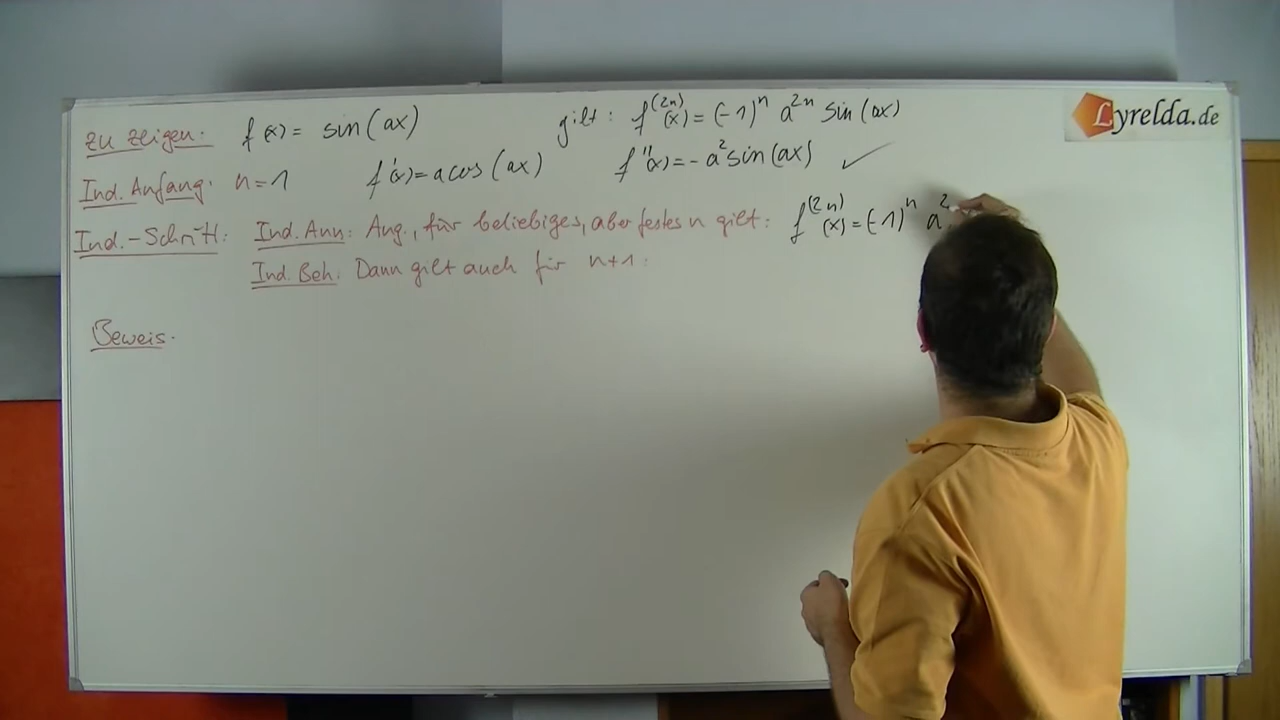 Zu zeigen: f(x) = sin(ax) gilt: f^(2n)(x) = (-1)^n a^2n sin(ax)
Lyrelda.de
Ind. Anfang: n=1 f'(x) = a cos(ax) f''(x) = -a² sin(ax) ✓
Ind.-Schritt: Ind. Ann: Ang., für beliebiges, aber festes n gilt: f^(2n)(x) = (-1)^n a^2
Ind. Beh: Dann gilt auch für n+1:
Beweis.